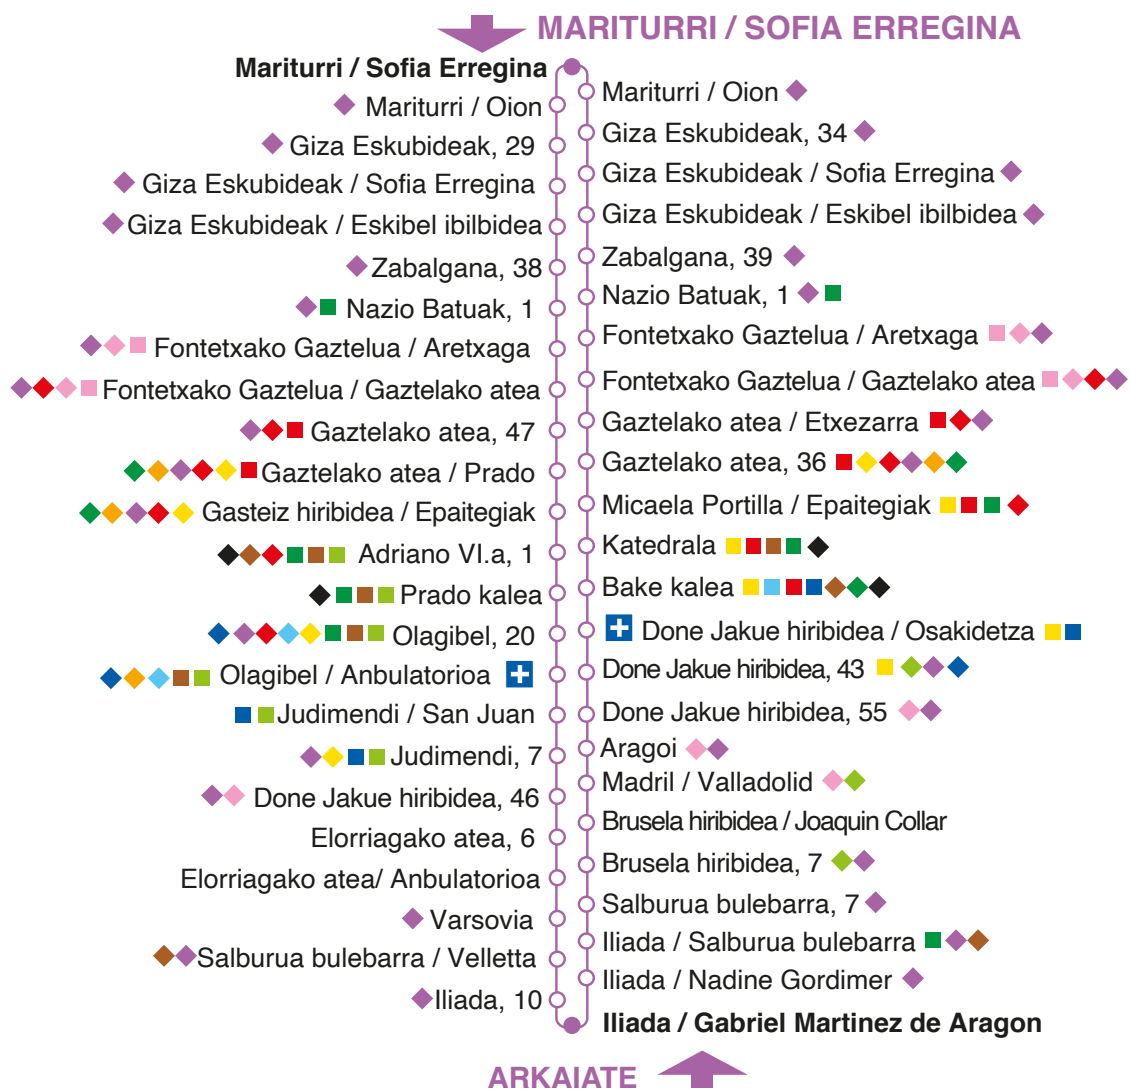 MARITURRI / SOFIA ERREGINA
Mariturri / Sofia Erregina
Mariturri / Oion
Giza Eskubideak, 29
Giza Eskubideak / Sofia Erregina
Giza Eskubideak / Eskibel ibilbidea
Zabalgana, 38
Nazio Batuak, 1
Fontetxako Gaztelua / Aretxaga
Fontetxako Gaztelua / Gaztelako atea
Gaztelako atea, 47
Gaztelako atea / Prado
Gasteiz hiribidea / Epaitegiak
Adriano VI.a, 1
Prado kalea
Olagibel, 20
Olagibel / Anbulatorioa
Judimendi / San Juan
Judimendi, 7
Done Jakue hiribidea, 46
Elorriagako atea, 6
Elorriagako atea/ Anbulatorioa
Varsovia
Salburua bulebarra / Velletta
Iliada, 10
Mariturri / Oion
Giza Eskubideak, 34
Giza Eskubideak / Sofia Erregina
Giza Eskubideak / Eskibel ibilbidea
Zabalgana, 39
Nazio Batuak, 1
Fontetxako Gaztelua / Aretxaga
Fontetxako Gaztelua / Gaztelako atea
Gaztelako atea / Etxezarra
Gaztelako atea, 36
Micaela Portilla / Epaitegiak
Katedrala
Bake kalea
Done Jakue hiribidea / Osakidetza
Done Jakue hiribidea, 43
Done Jakue hiribidea, 55
Aragoi
Madril / Valladolid
Brusela hiribidea / Joaquin Collar
Brusela hiribidea, 7
Salburua bulebarra, 7
Iliada / Salburua bulebarra
Iliada / Nadine Gordimer
Iliada / Gabriel Martinez de Aragon
ARKAIATE